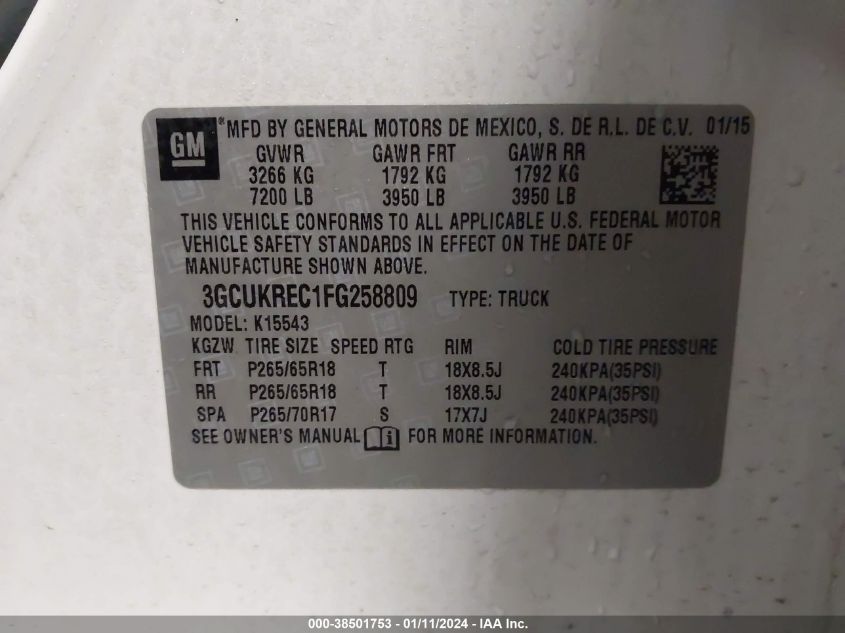 GM ®MFD BY GENERAL MOTORS DE MEXICO, S. DE R.L. DE C.V. 01/15
GVWR GAWR FRT GAWR RR
3266 KG 1792 KG 1792 KG
7200 LB 3950 LB 3950 LB
THIS VEHICLE CONFORMS TO ALL APPLICABLE U.S. FEDERAL MOTOR
VEHICLE SAFETY STANDARDS IN EFFECT ON THE DATE OF
MANUFACTURE SHOWN ABOVE.
3GCUKREC1FG258809 TYPE: TRUCK
MODEL: K15543
KGZW TIRE SIZE SPEED RTG RIM COLD TIRE PRESSURE
FRT P265/65R18 T 18X8.5J 240KPA(35PSI)
RR P265/65R18 T 18X8.5J 240KPA(35PSI)
SPA P265/70R17 S 17X7J 240KPA(35PSI)
SEE OWNER'S MANUAL i FOR MORE INFORMATION.
000-38501753 - 01/11/2024 - IAA Inc.